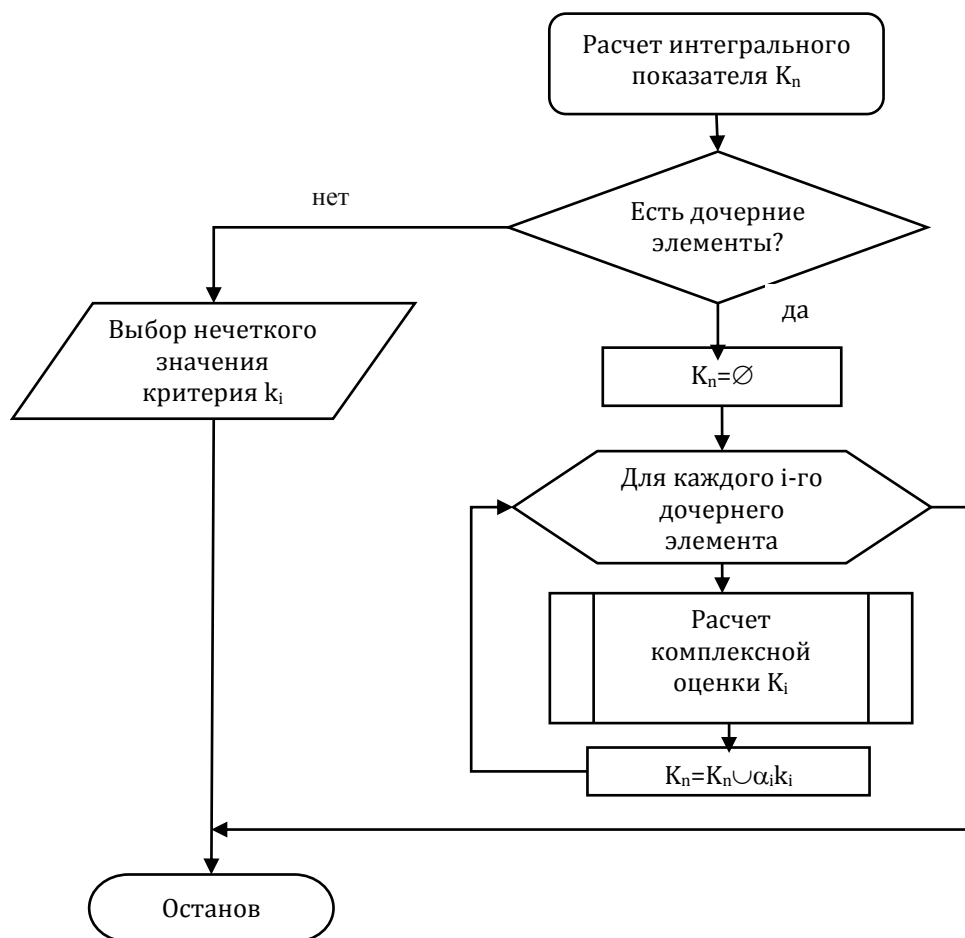 Расчет интегрального
показателя Kₙ
нет
Есть дочерние
элементы?
да
Выбор нечеткого
значения
критерия kᵢ
Kₙ=∅
Для каждого i-го
дочернего
элемента
Расчет
комплексной
оценки Kᵢ
Kₙ=Kₙ∪αᵢkᵢ
Останов